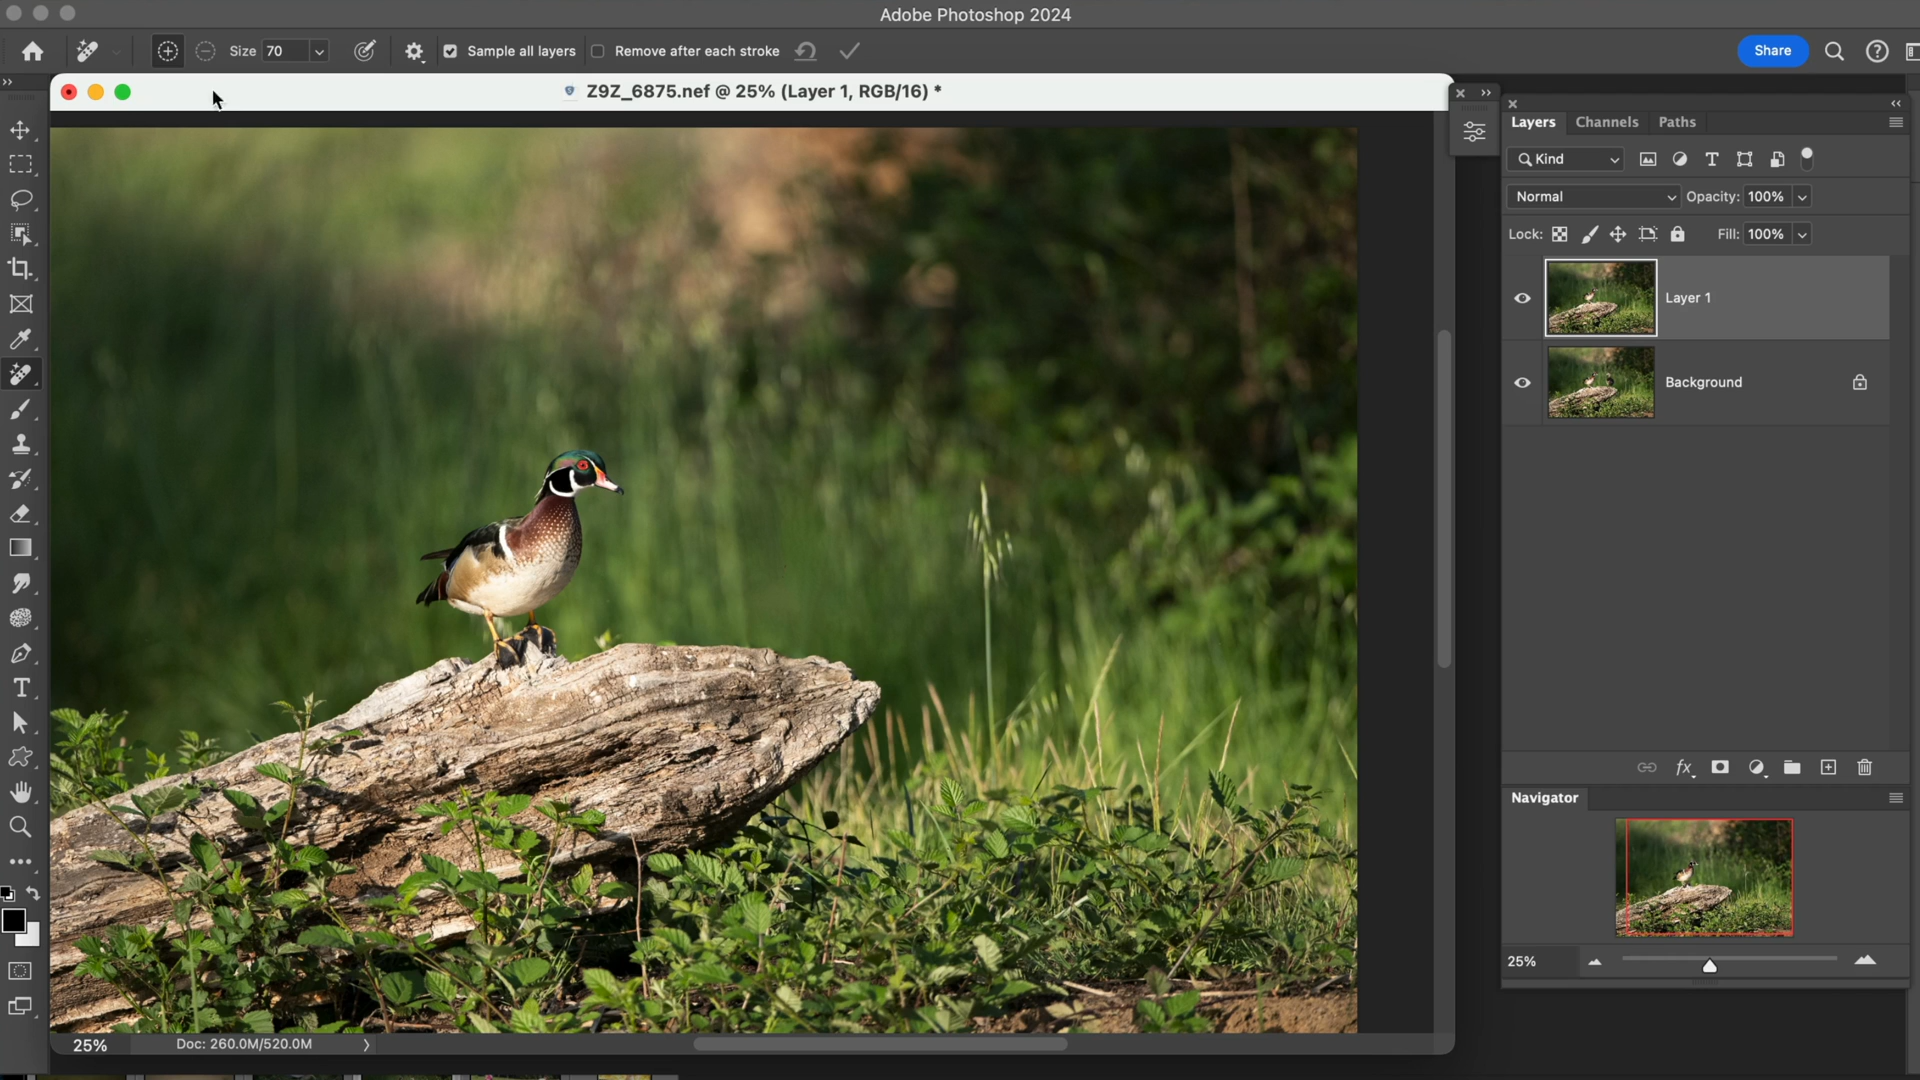 Adobe Photoshop 2024
Size 70 Sample all layers Remove after each stroke Share
Z9Z_6875.nef @ 25% (Layer 1, RGB/16) *
Layers Channels Paths
Kind
Normal Opacity: 100%
Lock: Fill: 100%
Layer 1
Background
fx
Navigator
25%
25% Doc: 260.0M/520.0M